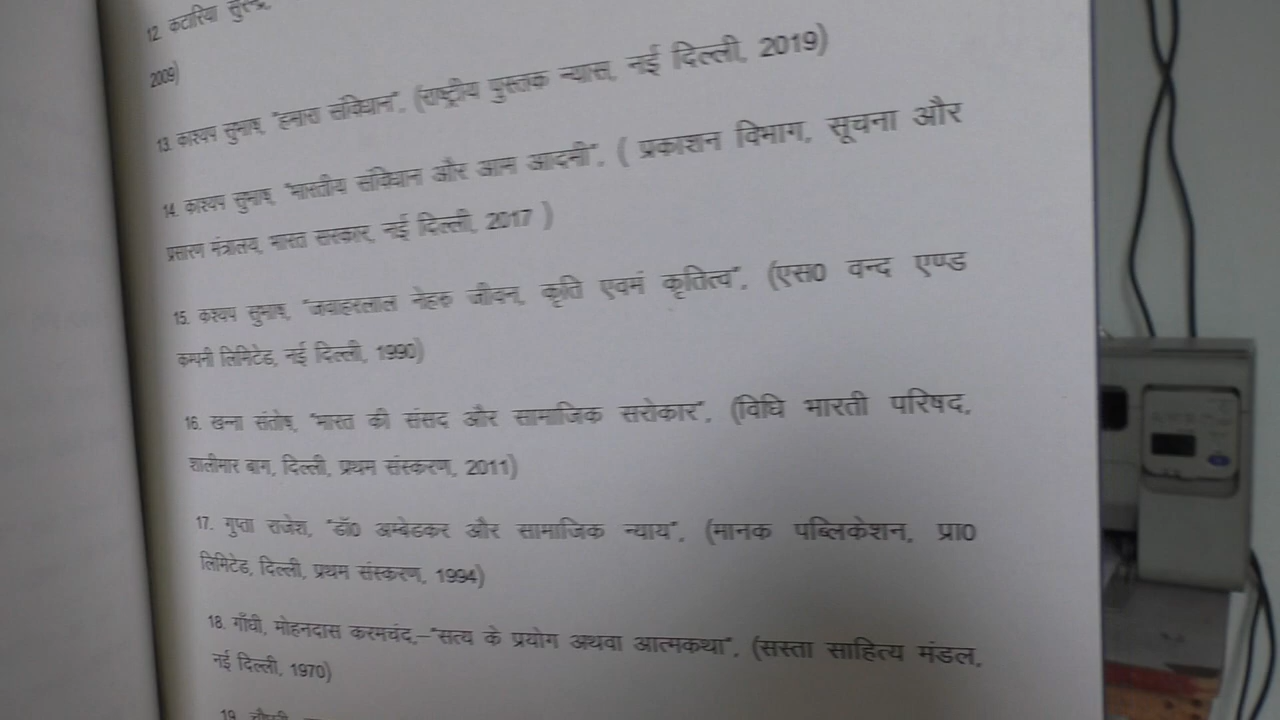 12. कटारिया सुरेन्द्र,
2009)
13. काश्यप सुभाष, "हमारा संविधान", (राष्ट्रीय पुस्तक न्यास, नई दिल्ली, 2019)
14. काश्यप सुभाष, "भारतीय संविधान और आम आदमी", ( प्रकाशन विभाग, सूचना और
प्रसारण मंत्रालय, भारत सरकार, नई दिल्ली, 2017 )
15. कश्यप सुभाष, "जवाहरलाल नेहरु जीवन, कृति एवमं कृतित्व", (एस0 चन्द एण्ड
कम्पनी लिमिटेड, नई दिल्ली, 1990)
16. खन्ना संतोष, "भारत की संसद और सामाजिक सरोकार", (विधि भारती परिषद,
शालीमार बाग, दिल्ली, प्रथम संस्करण, 2011)
17. गुप्ता राजेश, "डॉ0 अम्बेडकर और सामाजिक न्याय", (मानक पब्लिकेशन, प्रा0
लिमिटेड, दिल्ली, प्रथम संस्करण, 1994)
18. गाँधी, मोहनदास करमचंद,–"सत्य के प्रयोग अथवा आत्मकथा", (सस्ता साहित्य मंडल,
नई दिल्ली, 1970)
19. चौधरी,